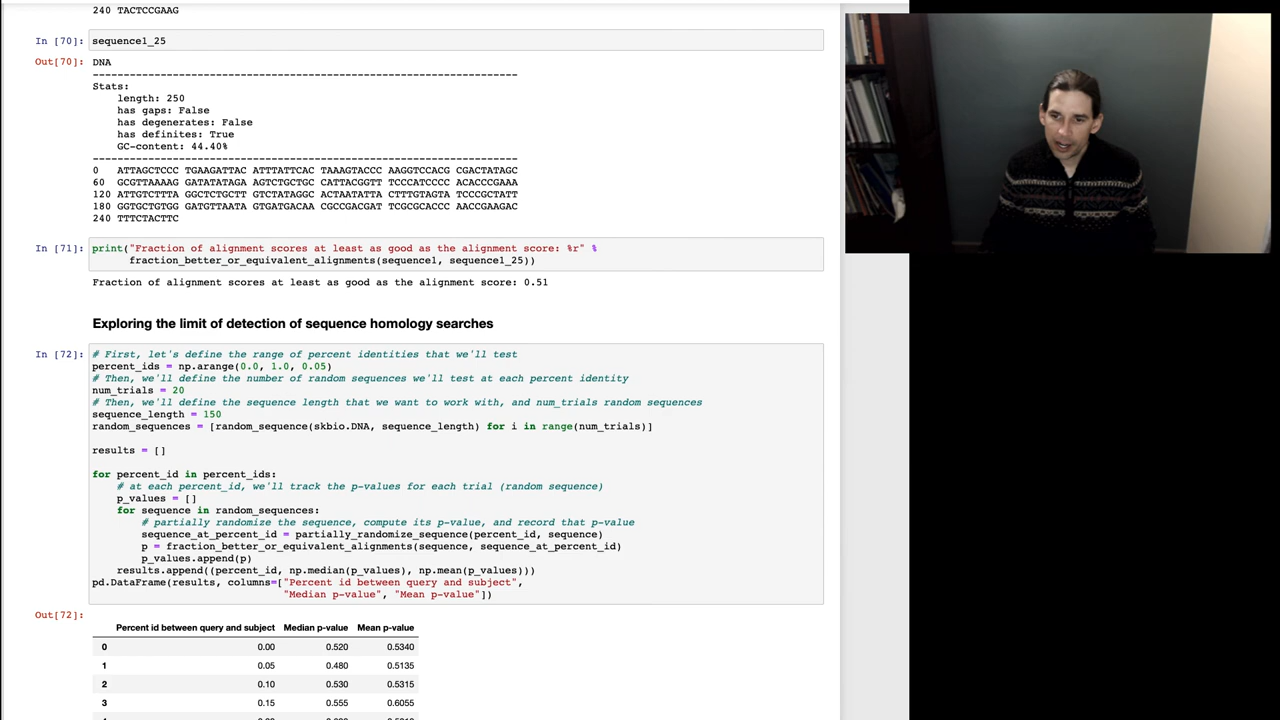 240 TACTCCGAAG
In [70]: sequence1_25
Out[70]: DNA
----------------------------------------------------------------------
Stats:
    length: 250
    has gaps: False
    has degenerates: False
    has definites: True
    GC-content: 44.40%
----------------------------------------------------------------------
0   ATTAGCTCCC TGAAGATTAC ATTTATTCAC TAAAGTACCC AAGGTCCACG CGACTATAGC
60  GCGTTAAAAG GATATATAGA AGTCTGCTGC CATTACGGTT TCCCATCCCC ACACCCGAAA
120 ATTGTCTTTA GGCTCTGCTT GTCTATAGGC ACTAATATTA CTTTGTAGTA TCCCGCTATT
180 GGTGCTGTGG GATGTTAATA GTGATGACAA CGCCGACGAT TCGCGCACCC AACCGAAGAC
240 TTTCTACTTC
In [71]: print("Fraction of alignment scores at least as good as the alignment score: %r" %
      fraction_better_or_equivalent_alignments(sequence1, sequence1_25))
Fraction of alignment scores at least as good as the alignment score: 0.51
Exploring the limit of detection of sequence homology searches
In [72]: # First, let's define the range of percent identities that we'll test
percent_ids = np.arange(0.0, 1.0, 0.05)
# Then, we'll define the number of random sequences we'll test at each percent identity
num_trials = 20
# Then, we'll define the sequence length that we want to work with, and num_trials random sequences
sequence_length = 150
random_sequences = [random_sequence(skbio.DNA, sequence_length) for i in range(num_trials)]
results = []
for percent_id in percent_ids:
    # at each percent_id, we'll track the p-values for each trial (random sequence)
    p_values = []
    for sequence in random_sequences:
        # partially randomize the sequence, compute its p-value, and record that p-value
        sequence_at_percent_id = partially_randomize_sequence(percent_id, sequence)
        p = fraction_better_or_equivalent_alignments(sequence, sequence_at_percent_id)
        p_values.append(p)
    results.append((percent_id, np.median(p_values), np.mean(p_values)))
pd.DataFrame(results, columns=["Percent id between query and subject",
                               "Median p-value", "Mean p-value"])
Out[72]:
Percent id between query and subject Median p-value Mean p-value
0 0.00 0.520 0.5340
1 0.05 0.480 0.5135
2 0.10 0.530 0.5315
3 0.15 0.555 0.6055